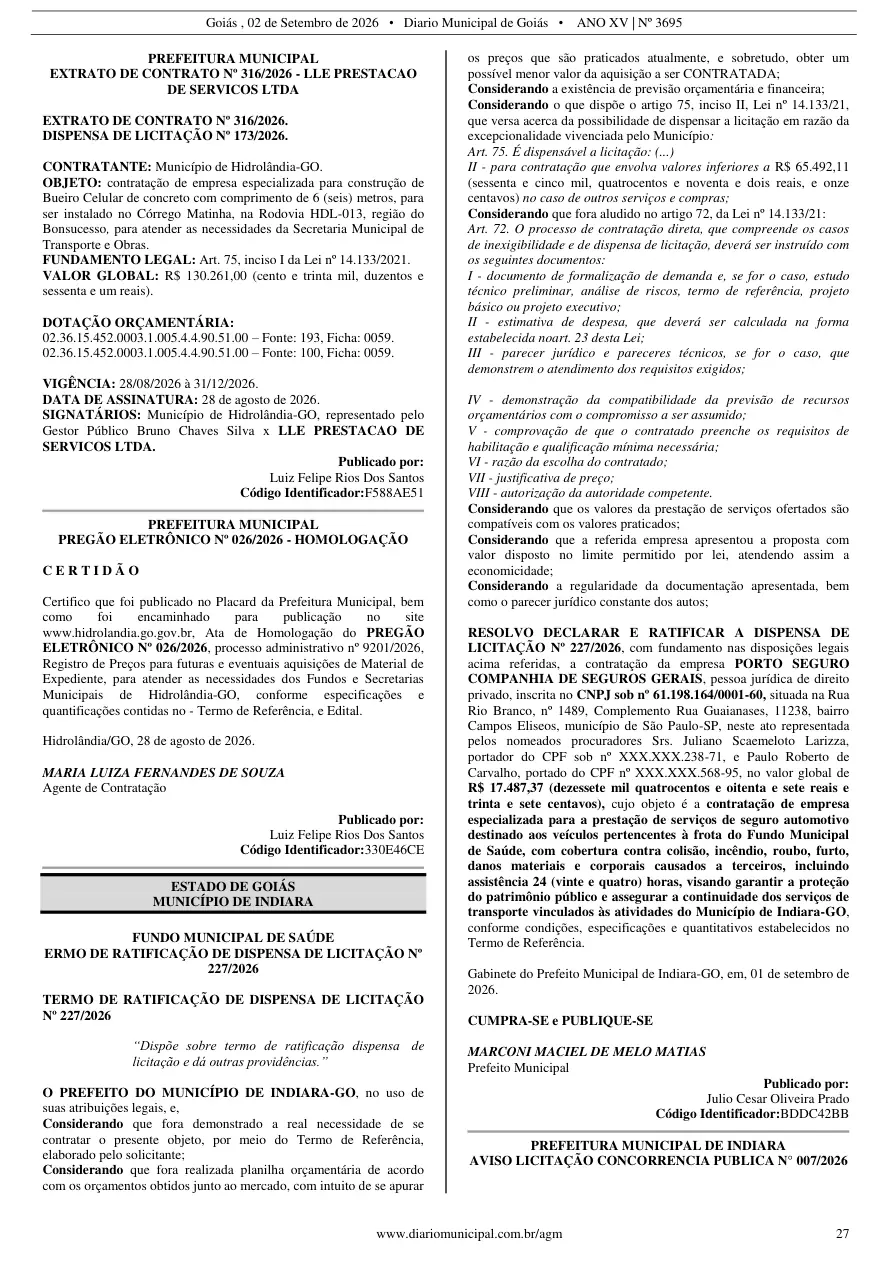 Goiás , 02 de Setembro de 2026 • Diario Municipal de Goiás • ANO XV | Nº 3695
PREFEITURA MUNICIPAL
EXTRATO DE CONTRATO Nº 316/2026 - LLE PRESTACAO
DE SERVICOS LTDA
EXTRATO DE CONTRATO Nº 316/2026.
DISPENSA DE LICITAÇÃO Nº 173/2026.
CONTRATANTE: Município de Hidrolândia-GO.
OBJETO: contratação de empresa especializada para construção de
Bueiro Celular de concreto com comprimento de 6 (seis) metros, para
ser instalado no Córrego Matinha, na Rodovia HDL-013, região do
Bonsucesso, para atender as necessidades da Secretaria Municipal de
Transporte e Obras.
FUNDAMENTO LEGAL: Art. 75, inciso I da Lei nº 14.133/2021.
VALOR GLOBAL: R$ 130.261,00 (cento e trinta mil, duzentos e
sessenta e um reais).
DOTAÇÃO ORÇAMENTÁRIA:
02.36.15.452.0003.1.005.4.4.90.51.00 – Fonte: 193, Ficha: 0059.
02.36.15.452.0003.1.005.4.4.90.51.00 – Fonte: 100, Ficha: 0059.
VIGÊNCIA: 28/08/2026 à 31/12/2026.
DATA DE ASSINATURA: 28 de agosto de 2026.
SIGNATÁRIOS: Município de Hidrolândia-GO, representado pelo
Gestor Público Bruno Chaves Silva x LLE PRESTACAO DE
SERVICOS LTDA.
Publicado por:
Luiz Felipe Rios Dos Santos
Código Identificador:F588AE51
PREFEITURA MUNICIPAL
PREGÃO ELETRÔNICO Nº 026/2026 - HOMOLOGAÇÃO
C E R T I D Ã O
Certifico que foi publicado no Placard da Prefeitura Municipal, bem
como foi encaminhado para publicação no site
www.hidrolandia.go.gov.br, Ata de Homologação do PREGÃO
ELETRÔNICO Nº 026/2026, processo administrativo nº 9201/2026,
Registro de Preços para futuras e eventuais aquisições de Material de
Expediente, para atender as necessidades dos Fundos e Secretarias
Municipais de Hidrolândia-GO, conforme especificações e
quantificações contidas no - Termo de Referência, e Edital.
Hidrolândia/GO, 28 de agosto de 2026.
MARIA LUIZA FERNANDES DE SOUZA
Agente de Contratação
Publicado por:
Luiz Felipe Rios Dos Santos
Código Identificador:330E46CE
ESTADO DE GOIÁS
MUNICÍPIO DE INDIARA
FUNDO MUNICIPAL DE SAÚDE
ERMO DE RATIFICAÇÃO DE DISPENSA DE LICITAÇÃO Nº
227/2026
TERMO DE RATIFICAÇÃO DE DISPENSA DE LICITAÇÃO
Nº 227/2026
“Dispõe sobre termo de ratificação dispensa de
licitação e dá outras providências.”
O PREFEITO DO MUNICÍPIO DE INDIARA-GO, no uso de
suas atribuições legais, e,
Considerando que fora demonstrado a real necessidade de se
contratar o presente objeto, por meio do Termo de Referência,
elaborado pelo solicitante;
Considerando que fora realizada planilha orçamentária de acordo
com os orçamentos obtidos junto ao mercado, com intuito de se apurar
os preços que são praticados atualmente, e sobretudo, obter um
possível menor valor da aquisição a ser CONTRATADA;
Considerando a existência de previsão orçamentária e financeira;
Considerando o que dispõe o artigo 75, inciso II, Lei nº 14.133/21,
que versa acerca da possibilidade de dispensar a licitação em razão da
excepcionalidade vivenciada pelo Município:
Art. 75. É dispensável a licitação: (...)
II - para contratação que envolva valores inferiores a R$ 65.492,11
(sessenta e cinco mil, quatrocentos e noventa e dois reais, e onze
centavos) no caso de outros serviços e compras;
Considerando que fora aludido no artigo 72, da Lei nº 14.133/21:
Art. 72. O processo de contratação direta, que compreende os casos
de inexigibilidade e de dispensa de licitação, deverá ser instruído com
os seguintes documentos:
I - documento de formalização de demanda e, se for o caso, estudo
técnico preliminar, análise de riscos, termo de referência, projeto
básico ou projeto executivo;
II - estimativa de despesa, que deverá ser calculada na forma
estabelecida noart. 23 desta Lei;
III - parecer jurídico e pareceres técnicos, se for o caso, que
demonstrem o atendimento dos requisitos exigidos;
IV - demonstração da compatibilidade da previsão de recursos
orçamentários com o compromisso a ser assumido;
V - comprovação de que o contratado preenche os requisitos de
habilitação e qualificação mínima necessária;
VI - razão da escolha do contratado;
VII - justificativa de preço;
VIII - autorização da autoridade competente.
Considerando que os valores da prestação de serviços ofertados são
compatíveis com os valores praticados;
Considerando que a referida empresa apresentou a proposta com
valor disposto no limite permitido por lei, atendendo assim a
economicidade;
Considerando a regularidade da documentação apresentada, bem
como o parecer jurídico constante dos autos;
RESOLVO DECLARAR E RATIFICAR A DISPENSA DE
LICITAÇÃO Nº 227/2026, com fundamento nas disposições legais
acima referidas, a contratação da empresa PORTO SEGURO
COMPANHIA DE SEGUROS GERAIS, pessoa jurídica de direito
privado, inscrita no CNPJ sob nº 61.198.164/0001-60, situada na Rua
Rio Branco, nº 1489, Complemento Rua Guaianases, 11238, bairro
Campos Eliseos, município de São Paulo-SP, neste ato representada
pelos nomeados procuradores Srs. Juliano Scaemeloto Larizza,
portador do CPF sob nº XXX.XXX.238-71, e Paulo Roberto de
Carvalho, portado do CPF nº XXX.XXX.568-95, no valor global de
R$ 17.487,37 (dezessete mil quatrocentos e oitenta e sete reais e
trinta e sete centavos), cujo objeto é a contratação de empresa
especializada para a prestação de serviços de seguro automotivo
destinado aos veículos pertencentes à frota do Fundo Municipal
de Saúde, com cobertura contra colisão, incêndio, roubo, furto,
danos materiais e corporais causados a terceiros, incluindo
assistência 24 (vinte e quatro) horas, visando garantir a proteção
do patrimônio público e assegurar a continuidade dos serviços de
transporte vinculados às atividades do Município de Indiara-GO,
conforme condições, especificações e quantitativos estabelecidos no
Termo de Referência.
Gabinete do Prefeito Municipal de Indiara-GO, em, 01 de setembro de
2026.
CUMPRA-SE e PUBLIQUE-SE
MARCONI MACIEL DE MELO MATIAS
Prefeito Municipal
Publicado por:
Julio Cesar Oliveira Prado
Código Identificador:BDDC42BB
PREFEITURA MUNICIPAL DE INDIARA
AVISO LICITAÇÃO CONCORRENCIA PUBLICA N° 007/2026
www.diariomunicipal.com.br/agm
27